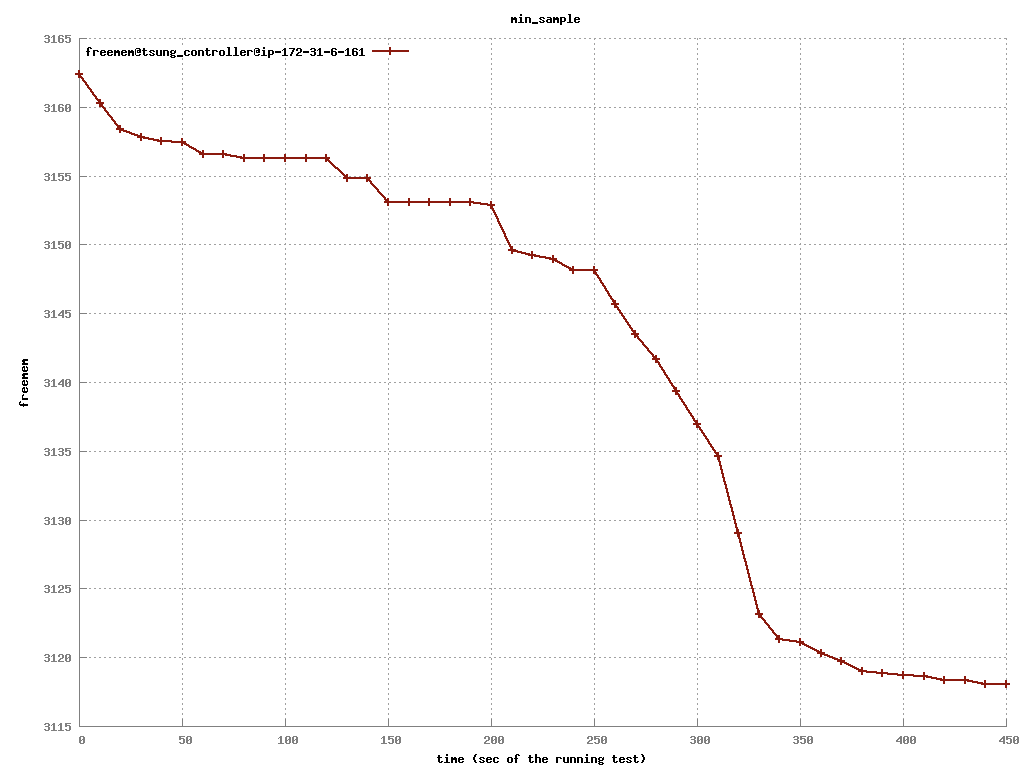 min_sample
freemem@tsung_controller@ip-172-31-6-161
3165
3160
3155
3150
3145
3140
3135
3130
3125
3120
3115
freemem
0 50 100 150 200 250 300 350 400 450
time (sec of the running test)